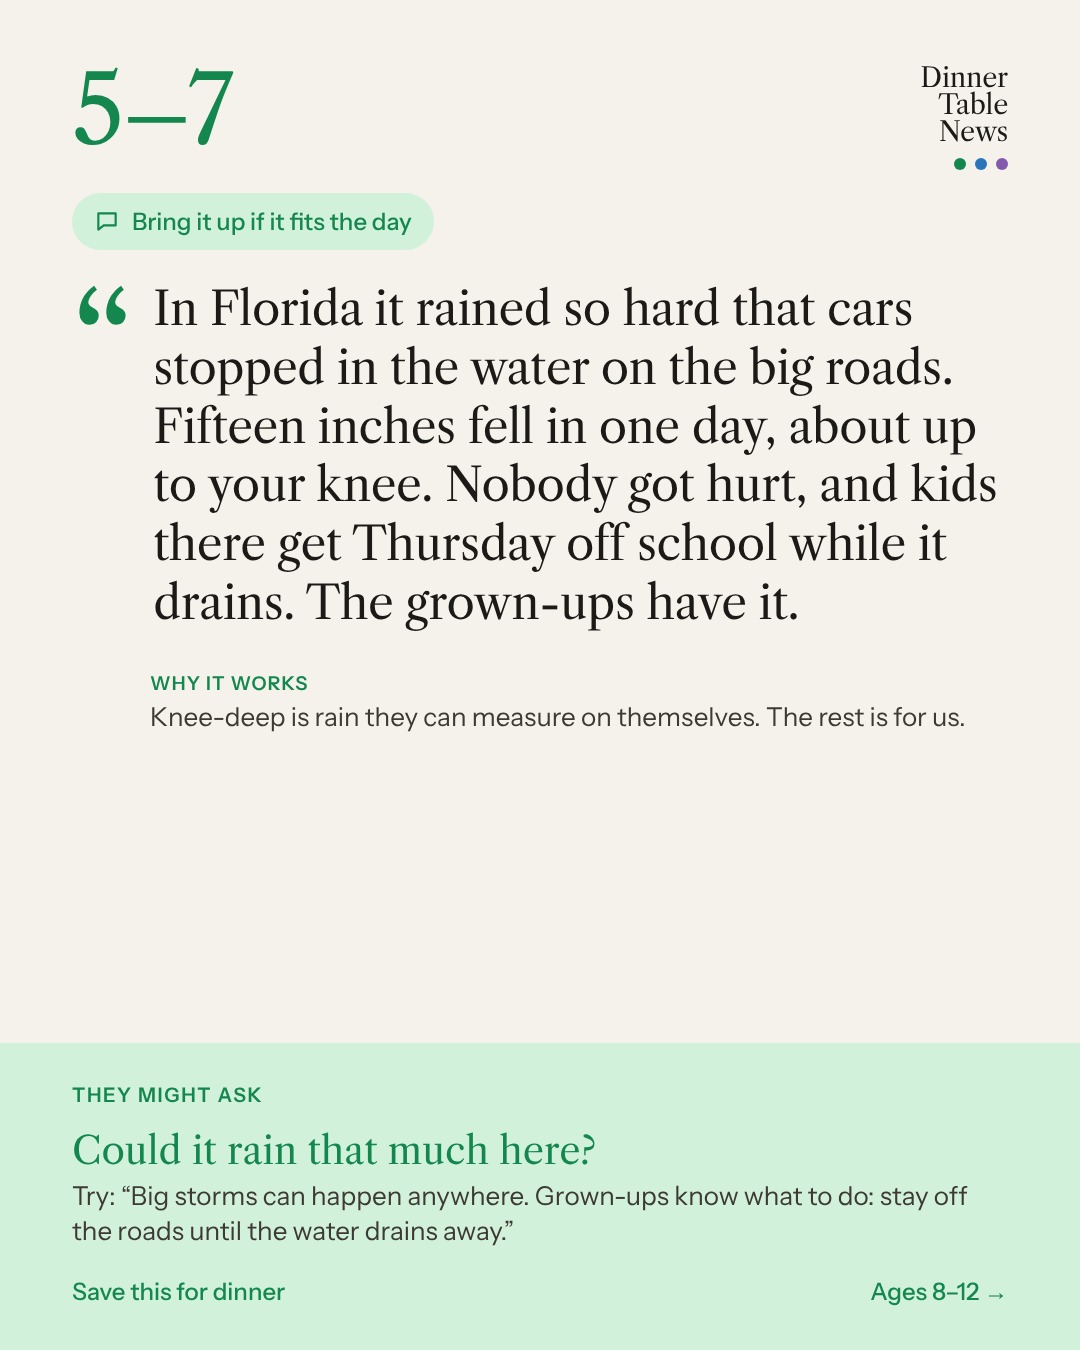 5–7
Dinner
Table
News
Bring it up if it fits the day
“In Florida it rained so hard that cars
stopped in the water on the big roads.
Fifteen inches fell in one day, about up
to your knee. Nobody got hurt, and kids
there get Thursday off school while it
drains. The grown-ups have it.
WHY IT WORKS
Knee-deep is rain they can measure on themselves. The rest is for us.
THEY MIGHT ASK
Could it rain that much here?
Try: “Big storms can happen anywhere. Grown-ups know what to do: stay off
the roads until the water drains away.”
Save this for dinner
Ages 8–12 →